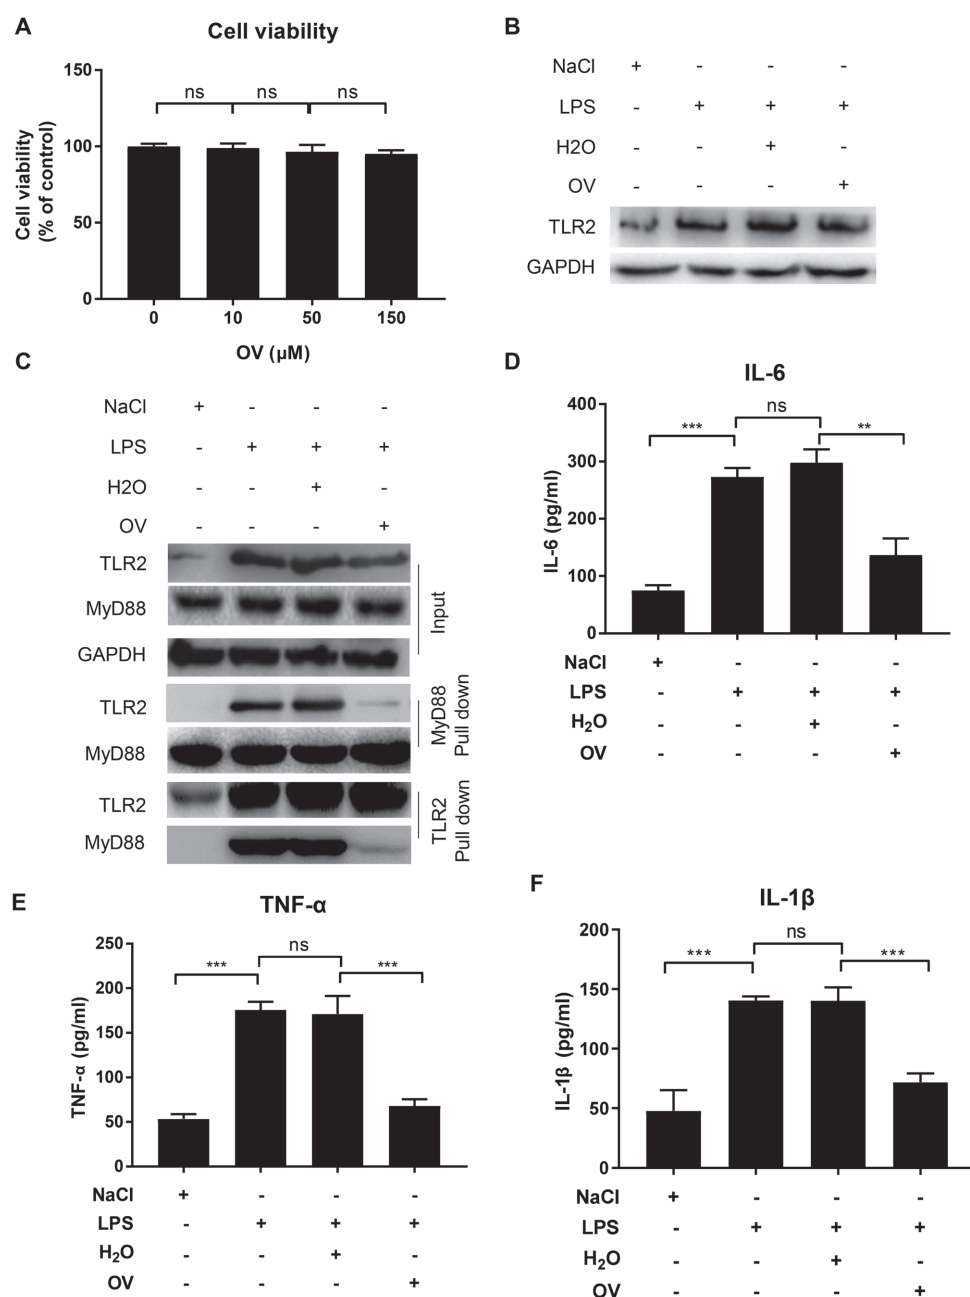 A
Cell viability
150
100
50
0
Cell viability
(% of control)
ns ns ns
0 10 50 150
OV (μM)
B
NaCl + - - -
LPS - + + +
H2O - - + -
OV - - - +
TLR2
GAPDH
C
NaCl + - - -
LPS - + + +
H2O - - + -
OV - - - +
TLR2
MyD88
GAPDH
Input
TLR2
MyD88
MyD88
Pull down
TLR2
MyD88
TLR2
Pull down
D
IL-6
400
300
200
100
0
IL-6 (pg/ml)
*** ns **
NaCl + - - -
LPS - + + +
H₂O - - + -
OV - - - +
E
TNF-α
250
200
150
100
50
0
TNF-α (pg/ml)
*** ns ***
NaCl + - - -
LPS - + + +
H₂O - - + -
OV - - - +
F
IL-1β
200
150
100
50
0
IL-1β (pg/ml)
*** ns ***
NaCl + - - -
LPS - + + +
H₂O - - + -
OV - - - +